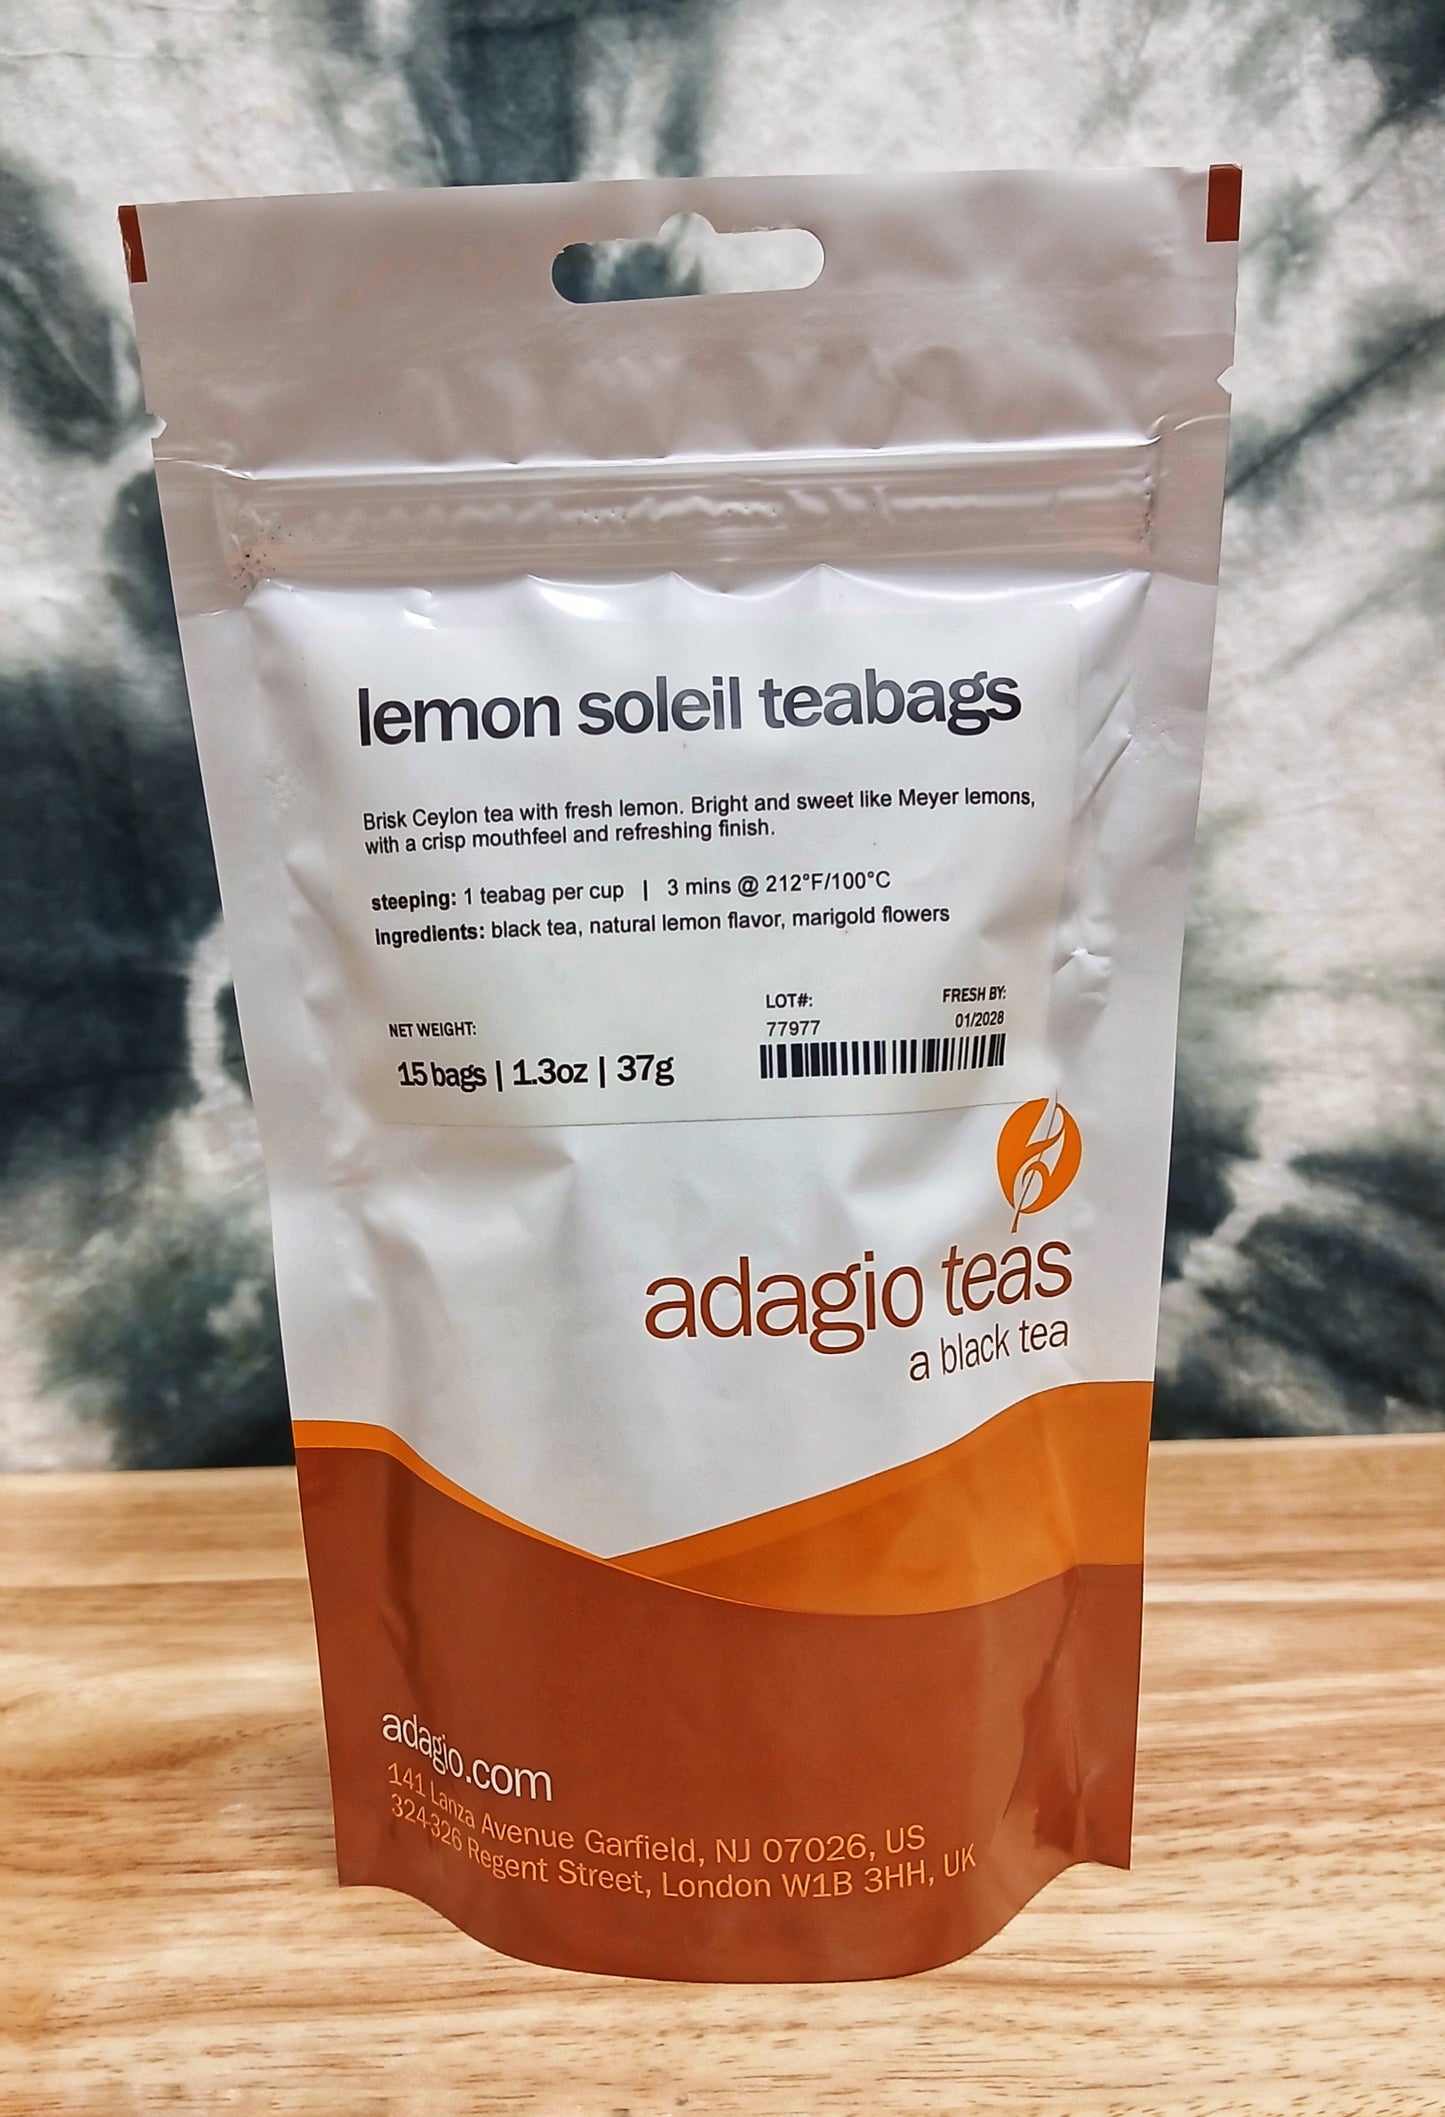 lemon soleil teabags
Brisk Ceylon tea with fresh lemon. Bright and sweet like Meyer lemons,
with a crisp mouthfeel and refreshing finish.
steeping: 1 teabag per cup | 3 mins @ 212°F/100°C
ingredients: black tea, natural lemon flavor, marigold flowers
NET WEIGHT:
15 bags | 1.3oz | 37g
LOT#:
77977
FRESH BY:
01/2028
adagio teas
a black tea
adagio.com
141 Lanza Avenue Garfield, NJ 07026, US
324-326 Regent Street, London W1B 3HH, UK